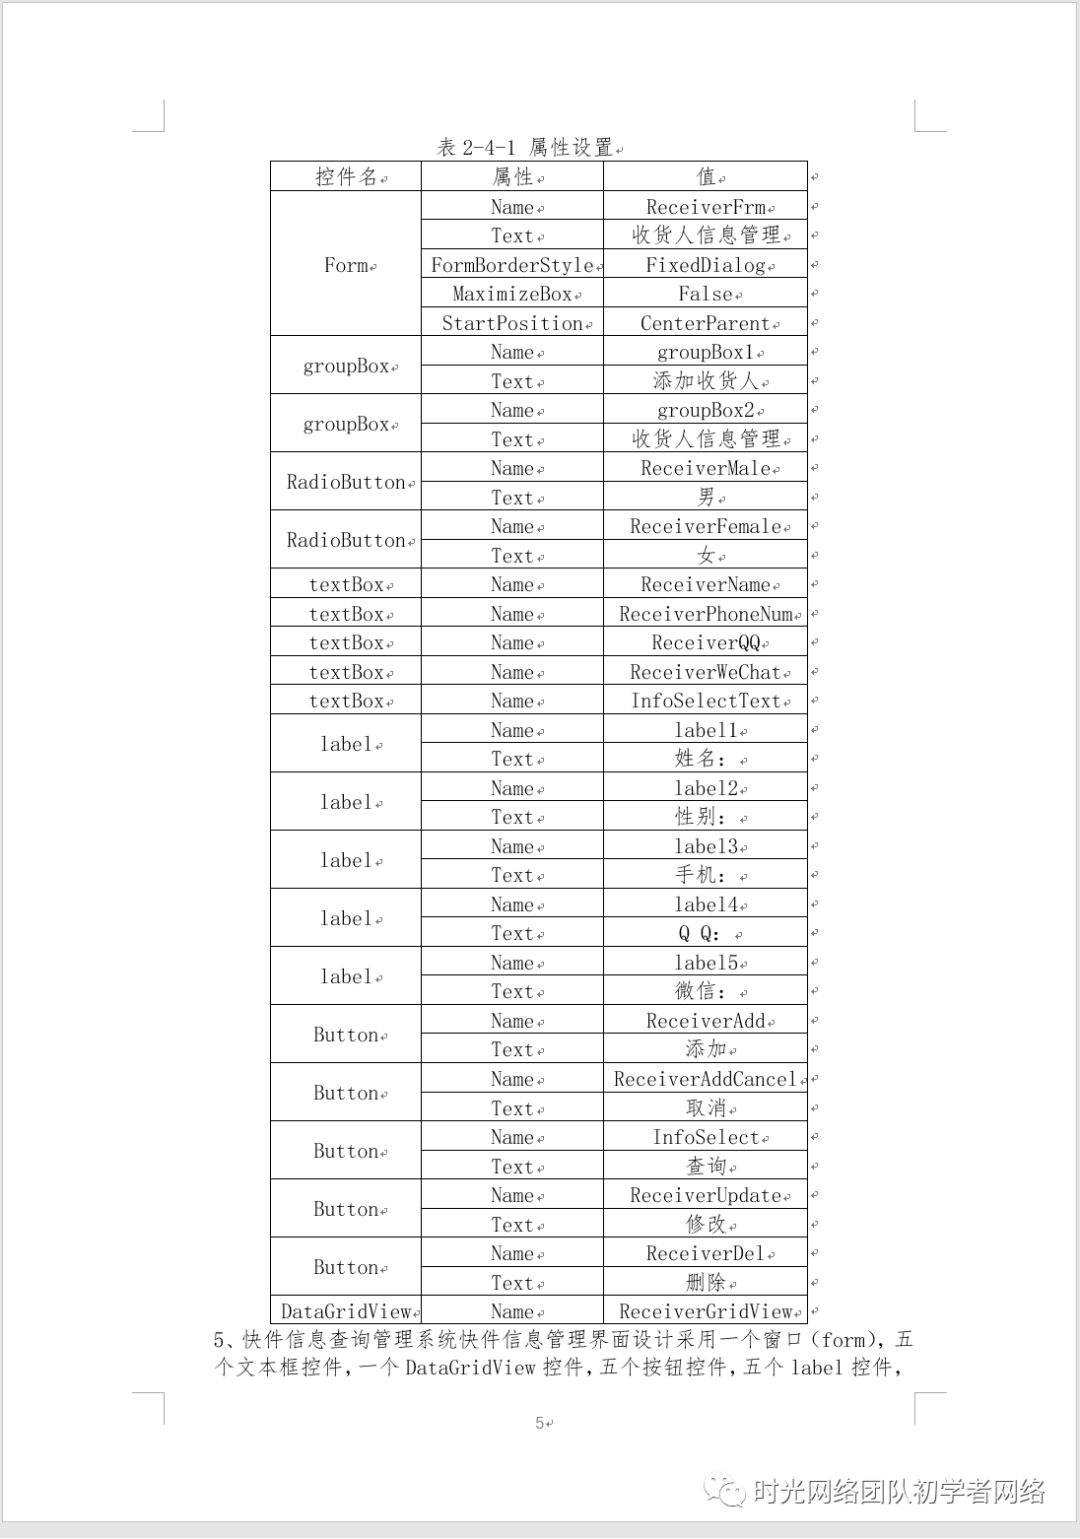 表 2-4-1 属性设置
控件名 属性 值
Form Name ReceiverFrm
Text 收货人信息管理
FormBorderStyle FixedDialog
MaximizeBox False
StartPosition CenterParent
groupBox Name groupBox1
Text 添加收货人
groupBox Name groupBox2
Text 收货人信息管理
RadioButton Name ReceiverMale
Text 男
RadioButton Name ReceiverFemale
Text 女
textBox Name ReceiverName
textBox Name ReceiverPhoneNum
textBox Name ReceiverQQ
textBox Name ReceiverWeChat
textBox Name InfoSelectText
label Name label1
Text 姓名：
label Name label2
Text 性别：
label Name label3
Text 手机：
label Name label4
Text Q Q：
label Name label5
Text 微信：
Button Name ReceiverAdd
Text 添加
Button Name ReceiverAddCancel
Text 取消
Button Name InfoSelect
Text 查询
Button Name ReceiverUpdate
Text 修改
Button Name ReceiverDel
Text 删除
DataGridView Name ReceiverGridView
5、快件信息查询管理系统快件信息管理界面设计采用一个窗口（form），五
个文本框控件，一个 DataGridView 控件，五个按钮控件，五个 label 控件，
5
时光网络团队初学者网络